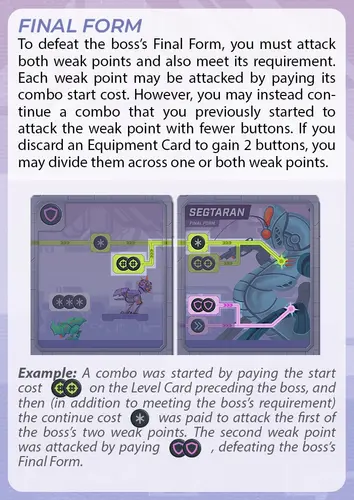 FINAL FORM
To defeat the boss's Final Form, you must attack
both weak points and also meet its requirement.
Each weak point may be attacked by paying its
combo start cost. However, you may instead con-
tinue a combo that you previously started to
attack the weak point with fewer buttons. If you
discard an Equipment Card to gain 2 buttons, you
may divide them across one or both weak points.
SEGTARAN
FINAL FORM
Example: A combo was started by paying the start
cost on the Level Card preceding the boss, and
then (in addition to meeting the boss's requirement)
the continue cost was paid to attack the first of
the boss's two weak points. The second weak point
was attacked by paying , defeating the boss's
Final Form.